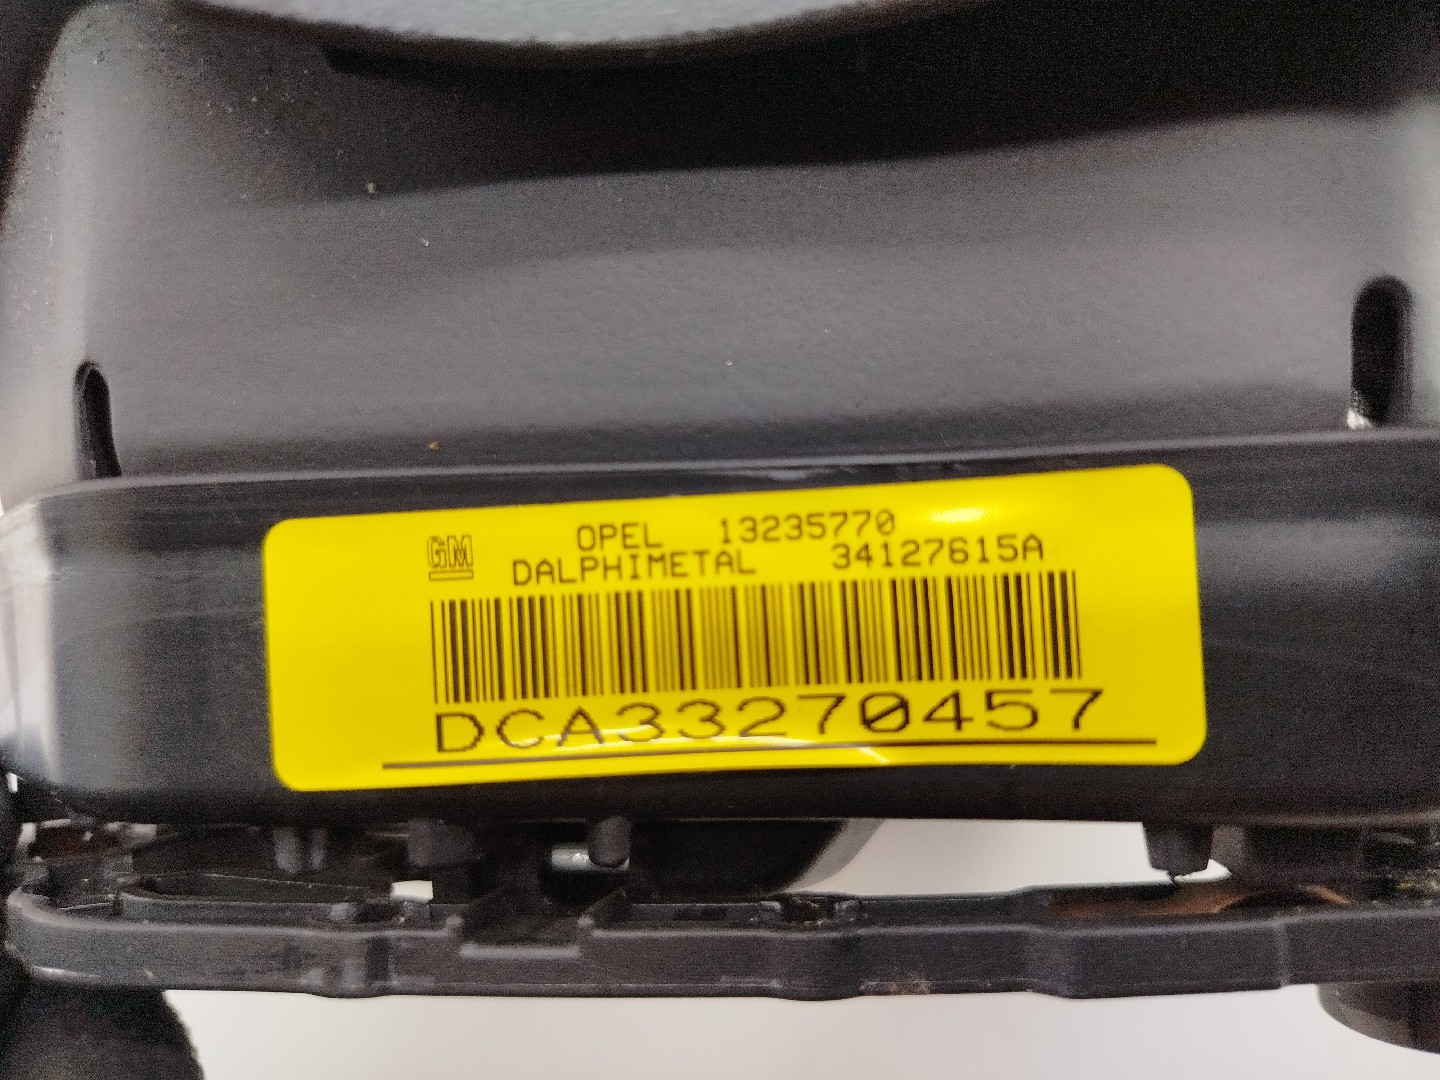 GM OPEL 13235770
DALPHIMETAL 34127615A
DCA33270457